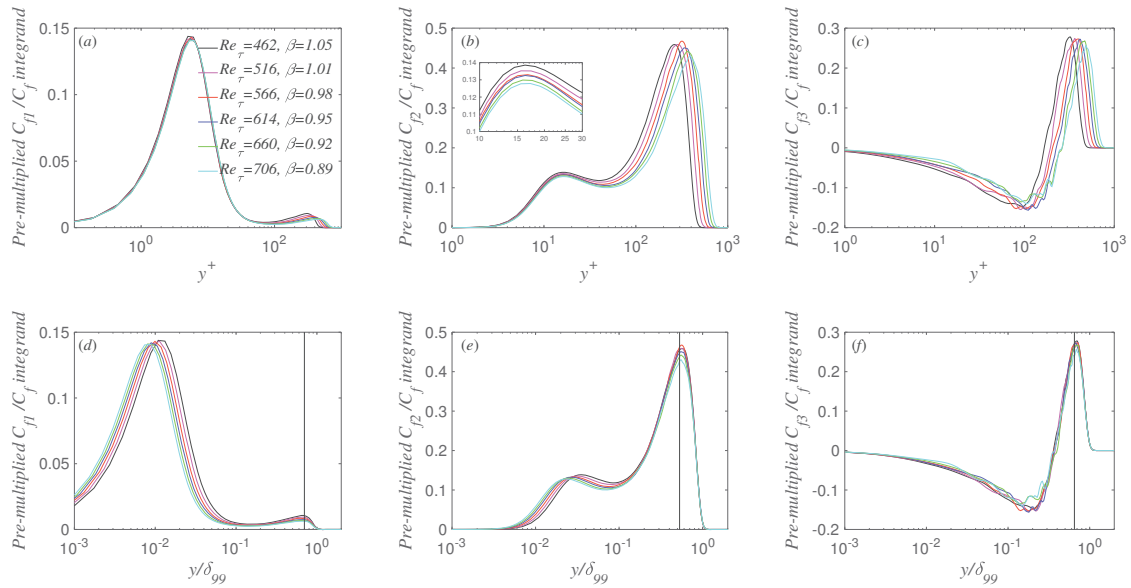 Pre-multiplied C_f1 /C_f integrand
0.15
0.10
0.05
0
(a)
Re_τ=462, β=1.05
Re_τ=516, β=1.01
Re_τ=566, β=0.98
Re_τ=614, β=0.95
Re_τ=660, β=0.92
Re_τ=706, β=0.89
10^0
10^2
y^+
Pre-multiplied C_f2 /C_f integrand
0.5
0.4
0.3
0.2
0.1
0
(b)
0.14
0.13
0.12
0.11
0.1
10
15
20
25
30
10^0
10^1
10^2
10^3
y^+
Pre-multiplied C_f3 /C_f integrand
0.3
0.2
0.1
0
-0.1
-0.2
(c)
10^0
10^1
10^2
10^3
y^+
Pre-multiplied C_f1 /C_f integrand
0.15
0.10
0.05
0
(d)
10^-3
10^-2
10^-1
10^0
y/δ_99
Pre-multiplied C_f2 /C_f integrand
0.5
0.4
0.3
0.2
0.1
0
(e)
10^-3
10^-2
10^-1
10^0
y/δ_99
Pre-multiplied C_f3 /C_f integrand
0.3
0.2
0.1
0
-0.1
-0.2
(f)
10^-3
10^-2
10^-1
10^0
y/δ_99